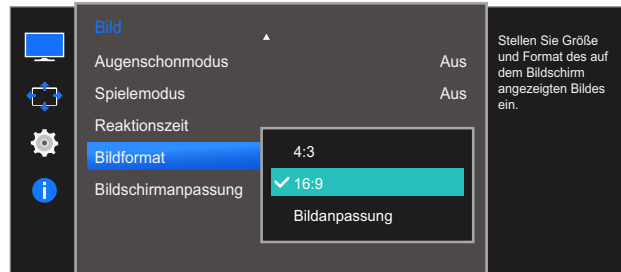 Bild
Augenschonmodus Aus
Spielemodus Aus
Reaktionszeit
Bildformat
Bildschirmanpassung
4:3
16:9
Bildanpassung
Stellen Sie Größe
und Format des auf
dem Bildschirm
angezeigten Bildes
ein.